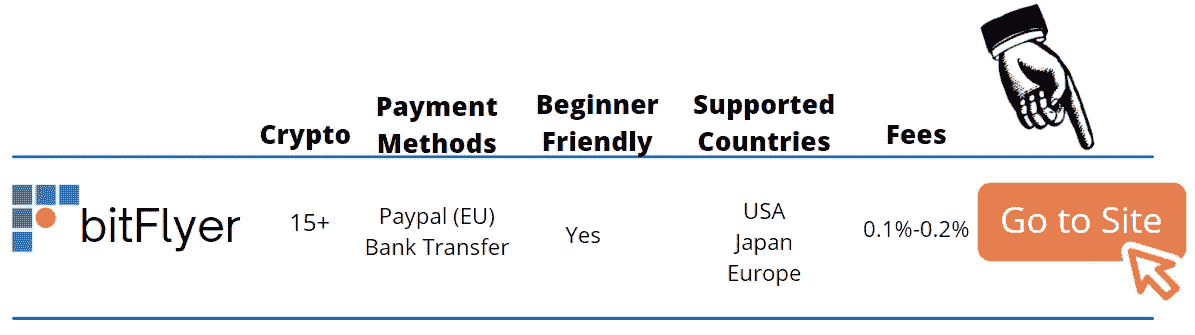 Crypto
Payment
Methods
Beginner
Friendly
Supported
Countries
Fees
bitFlyer
15+
Paypal (EU)
Bank Transfer
Yes
USA
Japan
Europe
0.1%-0.2%
Go to Site